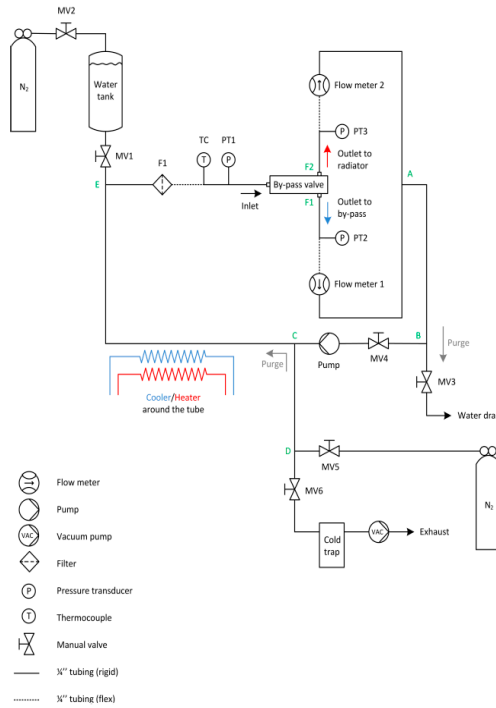 MV2
N₂
Water
tank
MV1
F1
TC
PT1
T
P
E
Inlet
By-pass valve
F2
F1
Flow meter 2
P
PT3
Outlet to
radiator
A
Outlet to
by-pass
P
PT2
Flow meter 1
C
B
Pump
MV4
Purge
Purge
MV3
Water dra
Cooler/Heater
around the tube
D
MV5
MV6
N₂
Cold
trap
VAC
Exhaust
Flow meter
Pump
VAC
Vacuum pump
Filter
P
Pressure transducer
T
Thermocouple
Manual valve
¼'' tubing (rigid)
¼'' tubing (flex)